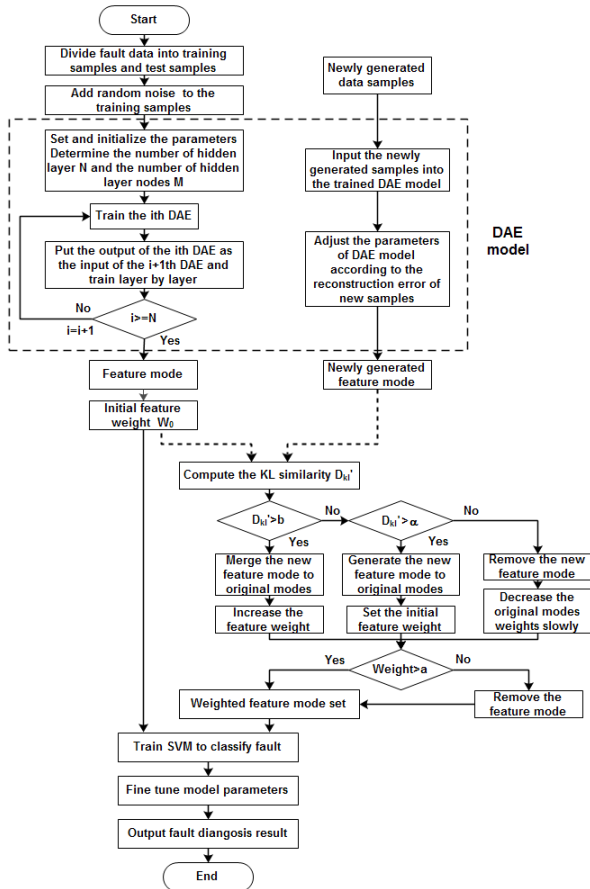 Start
Divide fault data into training
samples and test samples
Add random noise to the
training samples
Set and initialize the parameters
Determine the number of hidden
layer N and the number of hidden
layer nodes M
Train the ith DAE
Put the output of the ith DAE as
the input of the i+1th DAE and
train layer by layer
No
i=i+1
i>=N
Yes
Feature mode
Initial feature
weight W0
Newly generated
data samples
Input the newly
generated samples into
the trained DAE model
Adjust the parameters
of DAE model
according to the
reconstruction error of
new samples
DAE
model
Newly generated
feature mode
Compute the KL similarity Dkl'
Dkl'>b
No
Dkl'>α
No
Yes
Yes
Merge the new
feature mode to
original modes
Generate the new
feature mode to
original modes
Remove the new
feature mode
Increase the
feature weight
Set the initial
feature weight
Decrease the
original modes
weights slowly
Yes
Weight>a
No
Weighted feature mode set
Remove the
feature mode
Train SVM to classify fault
Fine tune model parameters
Output fault diangosis result
End